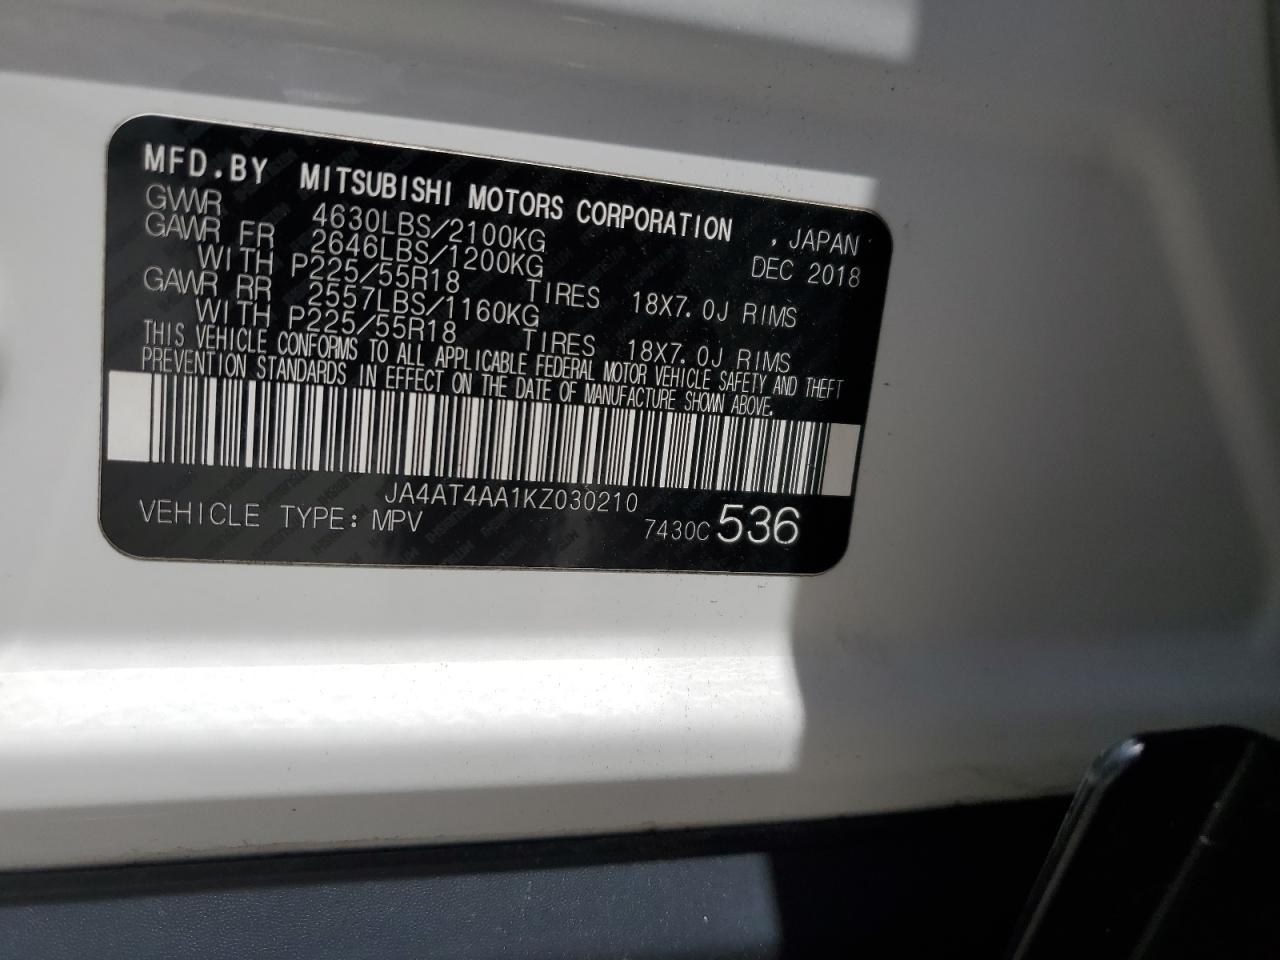 MFD.BY MITSUBISHI MOTORS CORPORATION , JAPAN
GVWR 4630LBS/2100KG DEC 2018
GAWR FR 2646LBS/1200KG
WITH P225/55R18 TIRES 18X7.0J RIMS
GAWR RR 2557LBS/1160KG
WITH P225/55R18 TIRES 18X7.0J RIMS
THIS VEHICLE CONFORMS TO ALL APPLICABLE FEDERAL MOTOR VEHICLE SAFETY AND THEFT
PREVENTION STANDARDS IN EFFECT ON THE DATE OF MANUFACTURE SHOWN ABOVE.
JA4AT4AA1KZ030210
VEHICLE TYPE: MPV 7430C 536